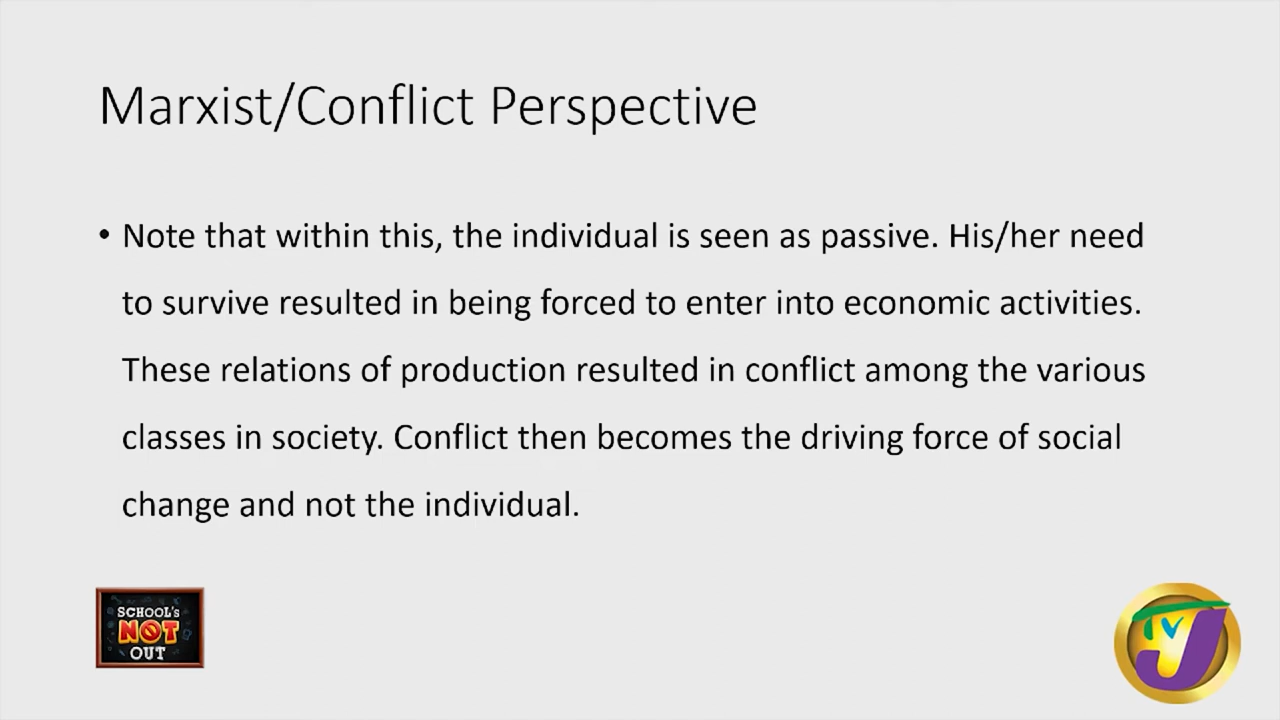 Marxist/Conflict Perspective
• Note that within this, the individual is seen as passive. His/her need
to survive resulted in being forced to enter into economic activities.
These relations of production resulted in conflict among the various
classes in society. Conflict then becomes the driving force of social
change and not the individual.
SCHOOL's
NOT
OUT
TVJ